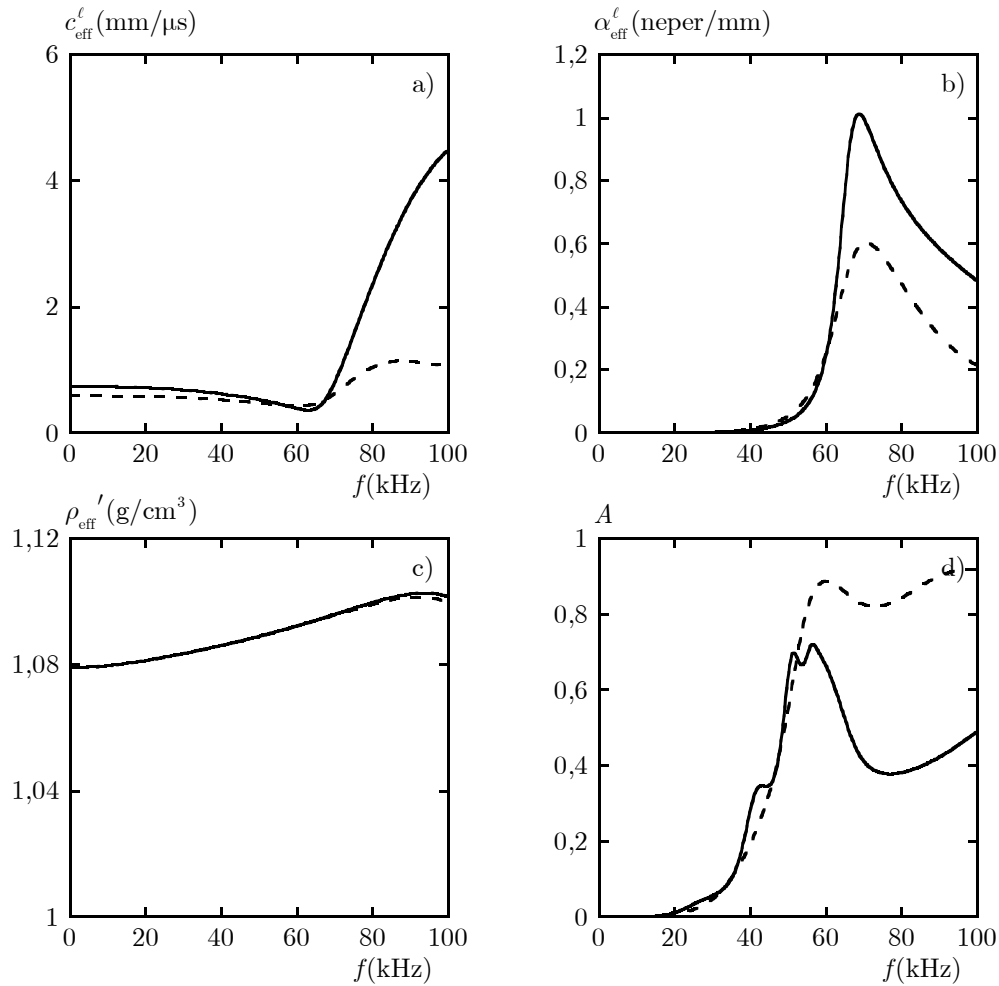 c^ℓ_eff (mm/μs)
6
a)
4
2
0
0 20 40 60 80 100
f(kHz)
α^ℓ_eff (neper/mm)
1,2
b)
1
0,8
0,6
0,4
0,2
0
0 20 40 60 80 100
f(kHz)
ρ_eff′ (g/cm³)
1,12
c)
1,08
1,04
1
0 20 40 60 80 100
f(kHz)
A
1
d)
0,8
0,6
0,4
0,2
0
0 20 40 60 80 100
f(kHz)